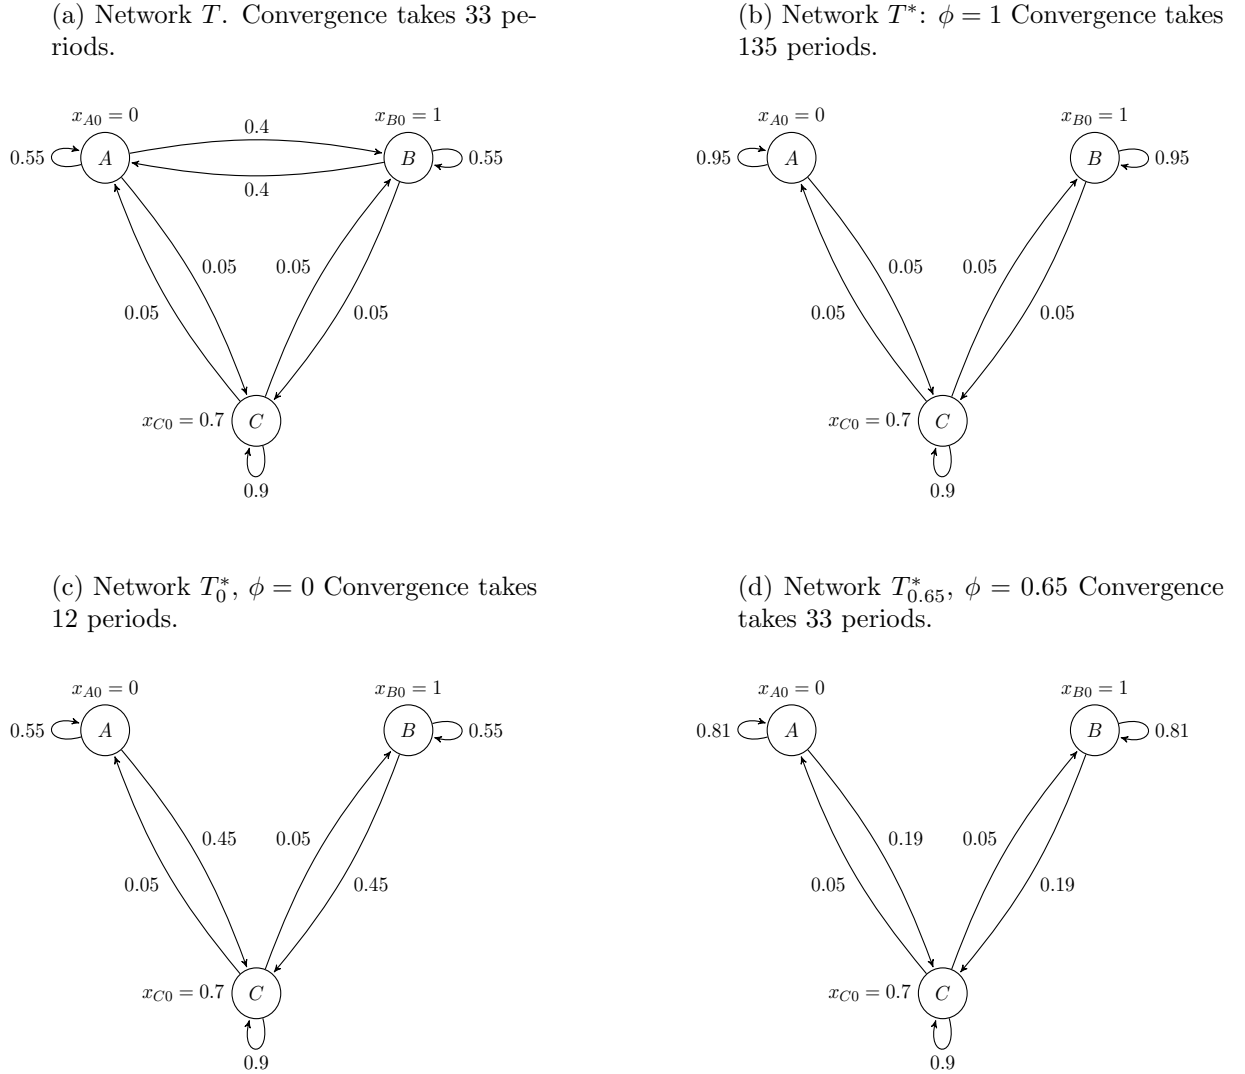 (a) Network T. Convergence takes 33 pe-
riods.
x_{A0} = 0
x_{B0} = 1
0.4
0.55
A
B
0.55
0.4
0.05
0.05
0.05
0.05
x_{C0} = 0.7
C
0.9
(b) Network T*: ϕ = 1 Convergence takes
135 periods.
x_{A0} = 0
x_{B0} = 1
0.95
A
B
0.95
0.05
0.05
0.05
0.05
x_{C0} = 0.7
C
0.9
(c) Network T*_0, ϕ = 0 Convergence takes
12 periods.
x_{A0} = 0
x_{B0} = 1
0.55
A
B
0.55
0.45
0.05
0.05
0.45
x_{C0} = 0.7
C
0.9
(d) Network T*_{0.65}, ϕ = 0.65 Convergence
takes 33 periods.
x_{A0} = 0
x_{B0} = 1
0.81
A
B
0.81
0.19
0.05
0.05
0.19
x_{C0} = 0.7
C
0.9